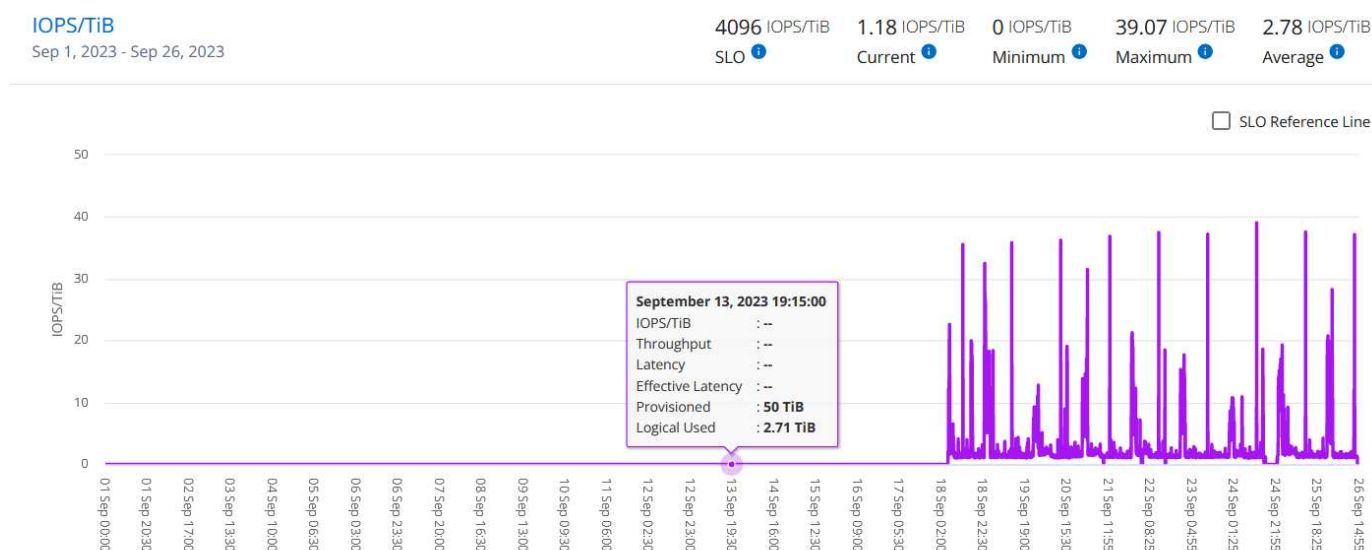 IOPS/TiB
Sep 1, 2023 - Sep 26, 2023
4096 IOPS/TiB
SLO
1.18 IOPS/TiB
Current
0 IOPS/TiB
Minimum
39.07 IOPS/TiB
Maximum
2.78 IOPS/TiB
Average
SLO Reference Line
IOPS/TiB
50
40
30
20
10
0
September 13, 2023 19:15:00
IOPS/TiB : --
Throughput : --
Latency : --
Effective Latency : --
Provisioned : 50 TiB
Logical Used : 2.71 TiB
01 Sep 00:00
01 Sep 20:30
02 Sep 17:00
03 Sep 13:30
04 Sep 10:00
05 Sep 06:30
06 Sep 03:00
06 Sep 23:30
07 Sep 20:00
08 Sep 16:30
09 Sep 13:00
10 Sep 09:30
11 Sep 06:00
12 Sep 02:30
12 Sep 23:00
13 Sep 19:30
14 Sep 16:00
15 Sep 12:30
16 Sep 09:00
17 Sep 05:30
18 Sep 02:00
18 Sep 22:30
19 Sep 19:00
20 Sep 15:30
21 Sep 11:55
22 Sep 08:25
23 Sep 04:55
24 Sep 01:25
24 Sep 21:55
25 Sep 18:25
26 Sep 14:55